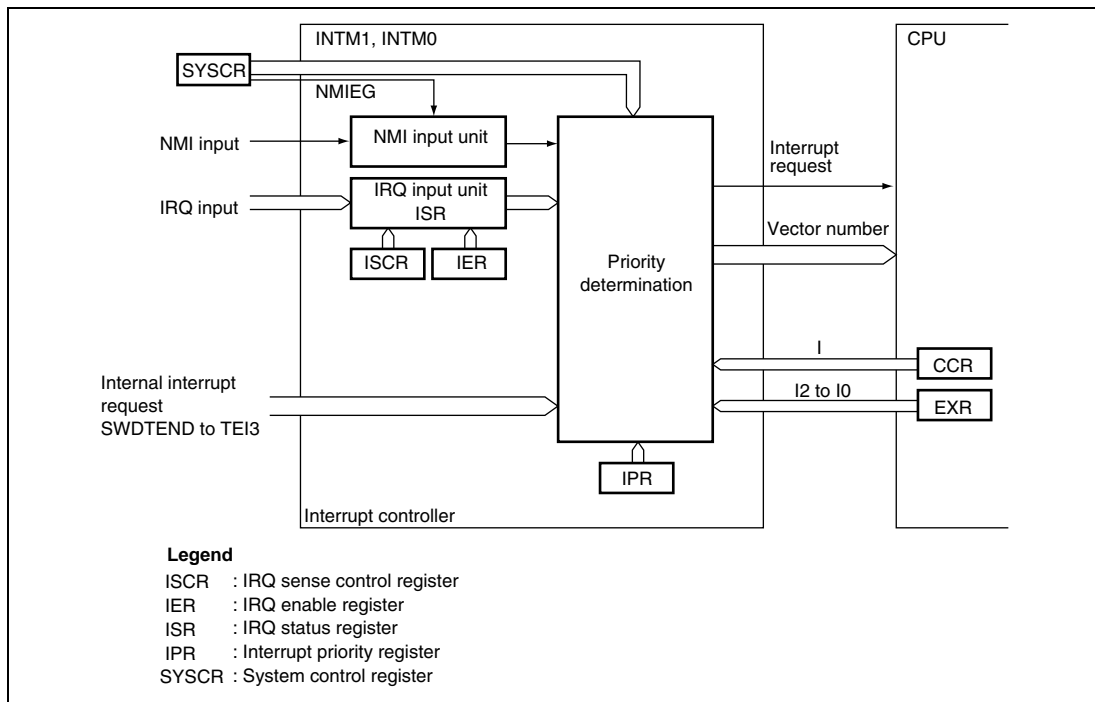 INTM1, INTM0
CPU
SYSCR
NMIEG
NMI input
NMI input unit
Interrupt
request
IRQ input
IRQ input unit
ISR
Vector number
ISCR
IER
Priority
determination
I
CCR
Internal interrupt
request
SWDTEND to TEI3
I2 to I0
EXR
IPR
Interrupt controller
Legend
ISCR : IRQ sense control register
IER : IRQ enable register
ISR : IRQ status register
IPR : Interrupt priority register
SYSCR : System control register